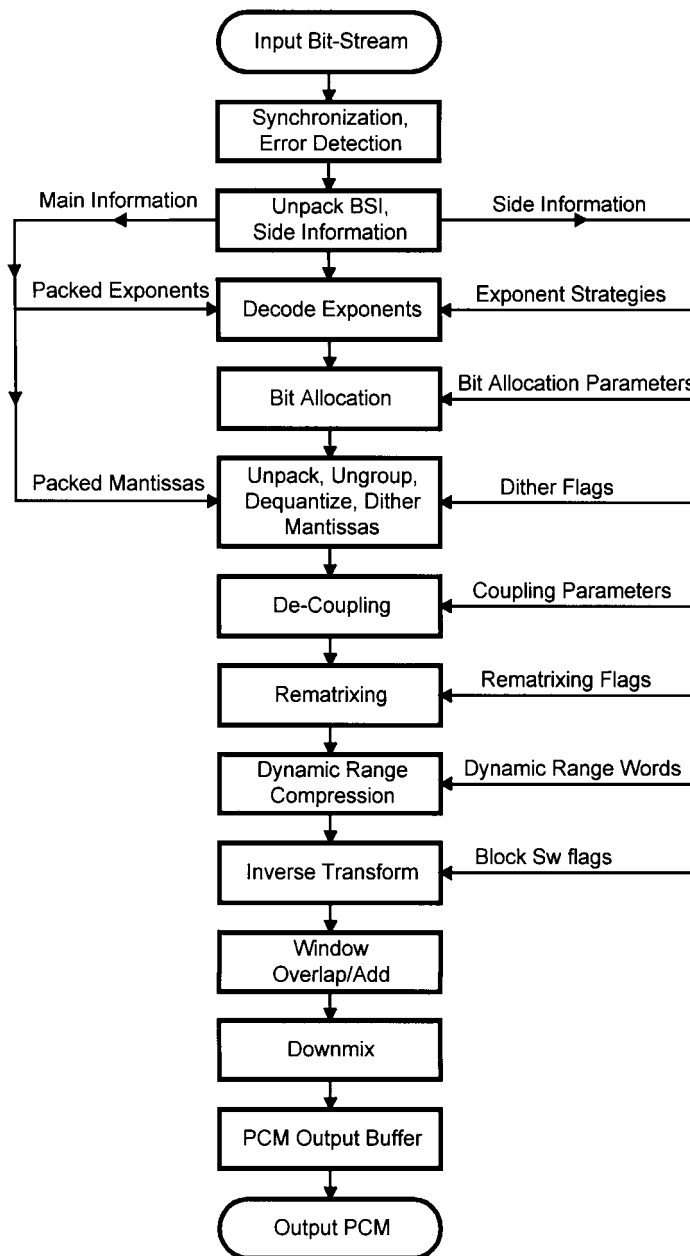 Input Bit-Stream
Synchronization,
Error Detection
Main Information
Unpack BSI,
Side Information
Side Information
Packed Exponents
Decode Exponents
Exponent Strategies
Bit Allocation
Bit Allocation Parameters
Packed Mantissas
Unpack, Ungroup,
Dequantize, Dither
Mantissas
Dither Flags
De-Coupling
Coupling Parameters
Rematrixing
Rematrixing Flags
Dynamic Range
Compression
Dynamic Range Words
Inverse Transform
Block Sw flags
Window
Overlap/Add
Downmix
PCM Output Buffer
Output PCM